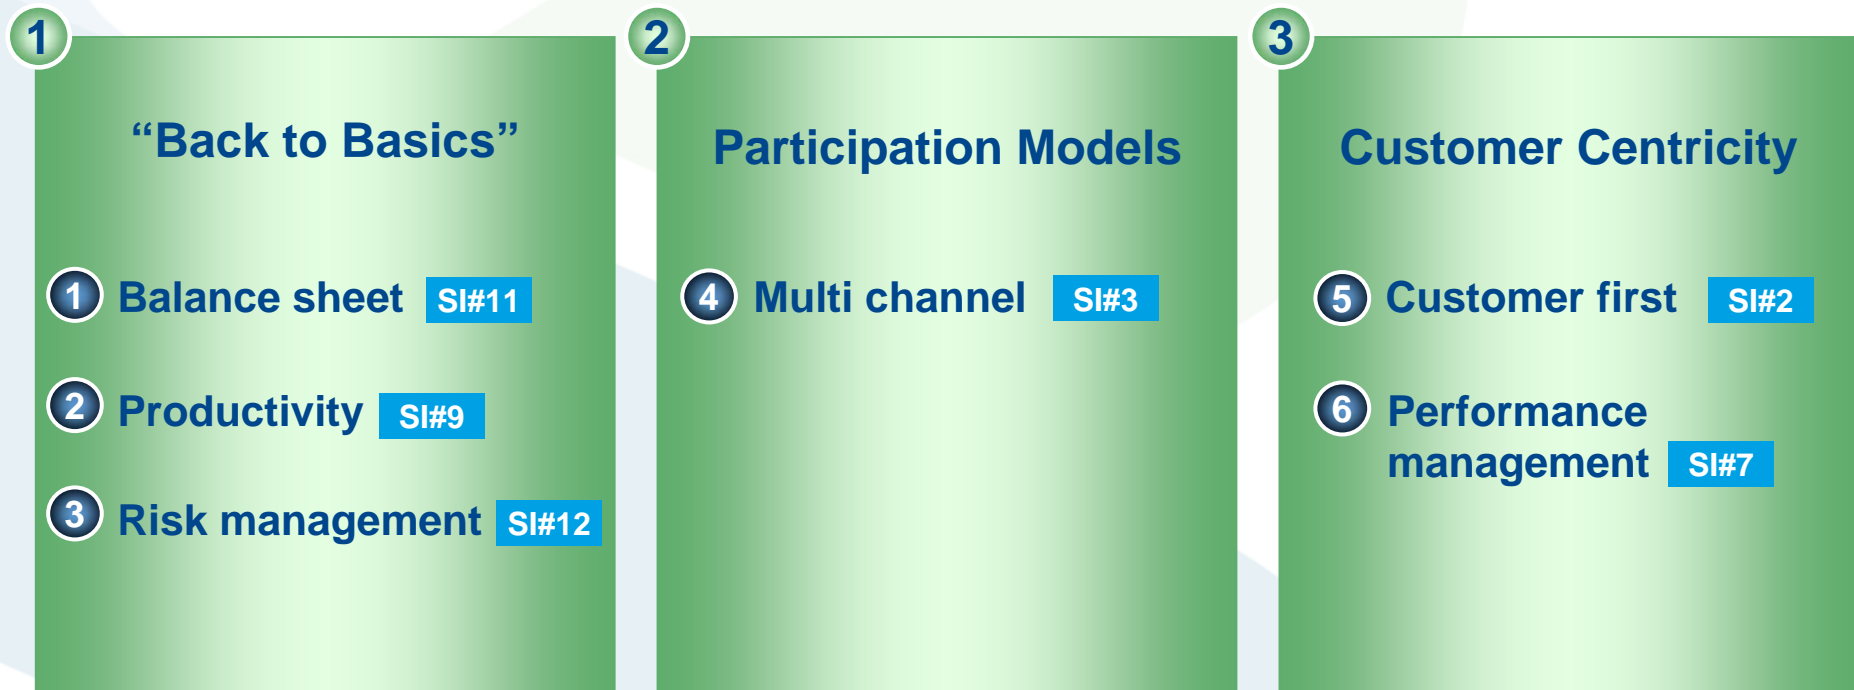 1
“Back to Basics”
1 Balance sheet SI#11
2 Productivity SI#9
3 Risk management SI#12
2
Participation Models
4 Multi channel SI#3
3
Customer Centricity
5 Customer first SI#2
6 Performance
management SI#7